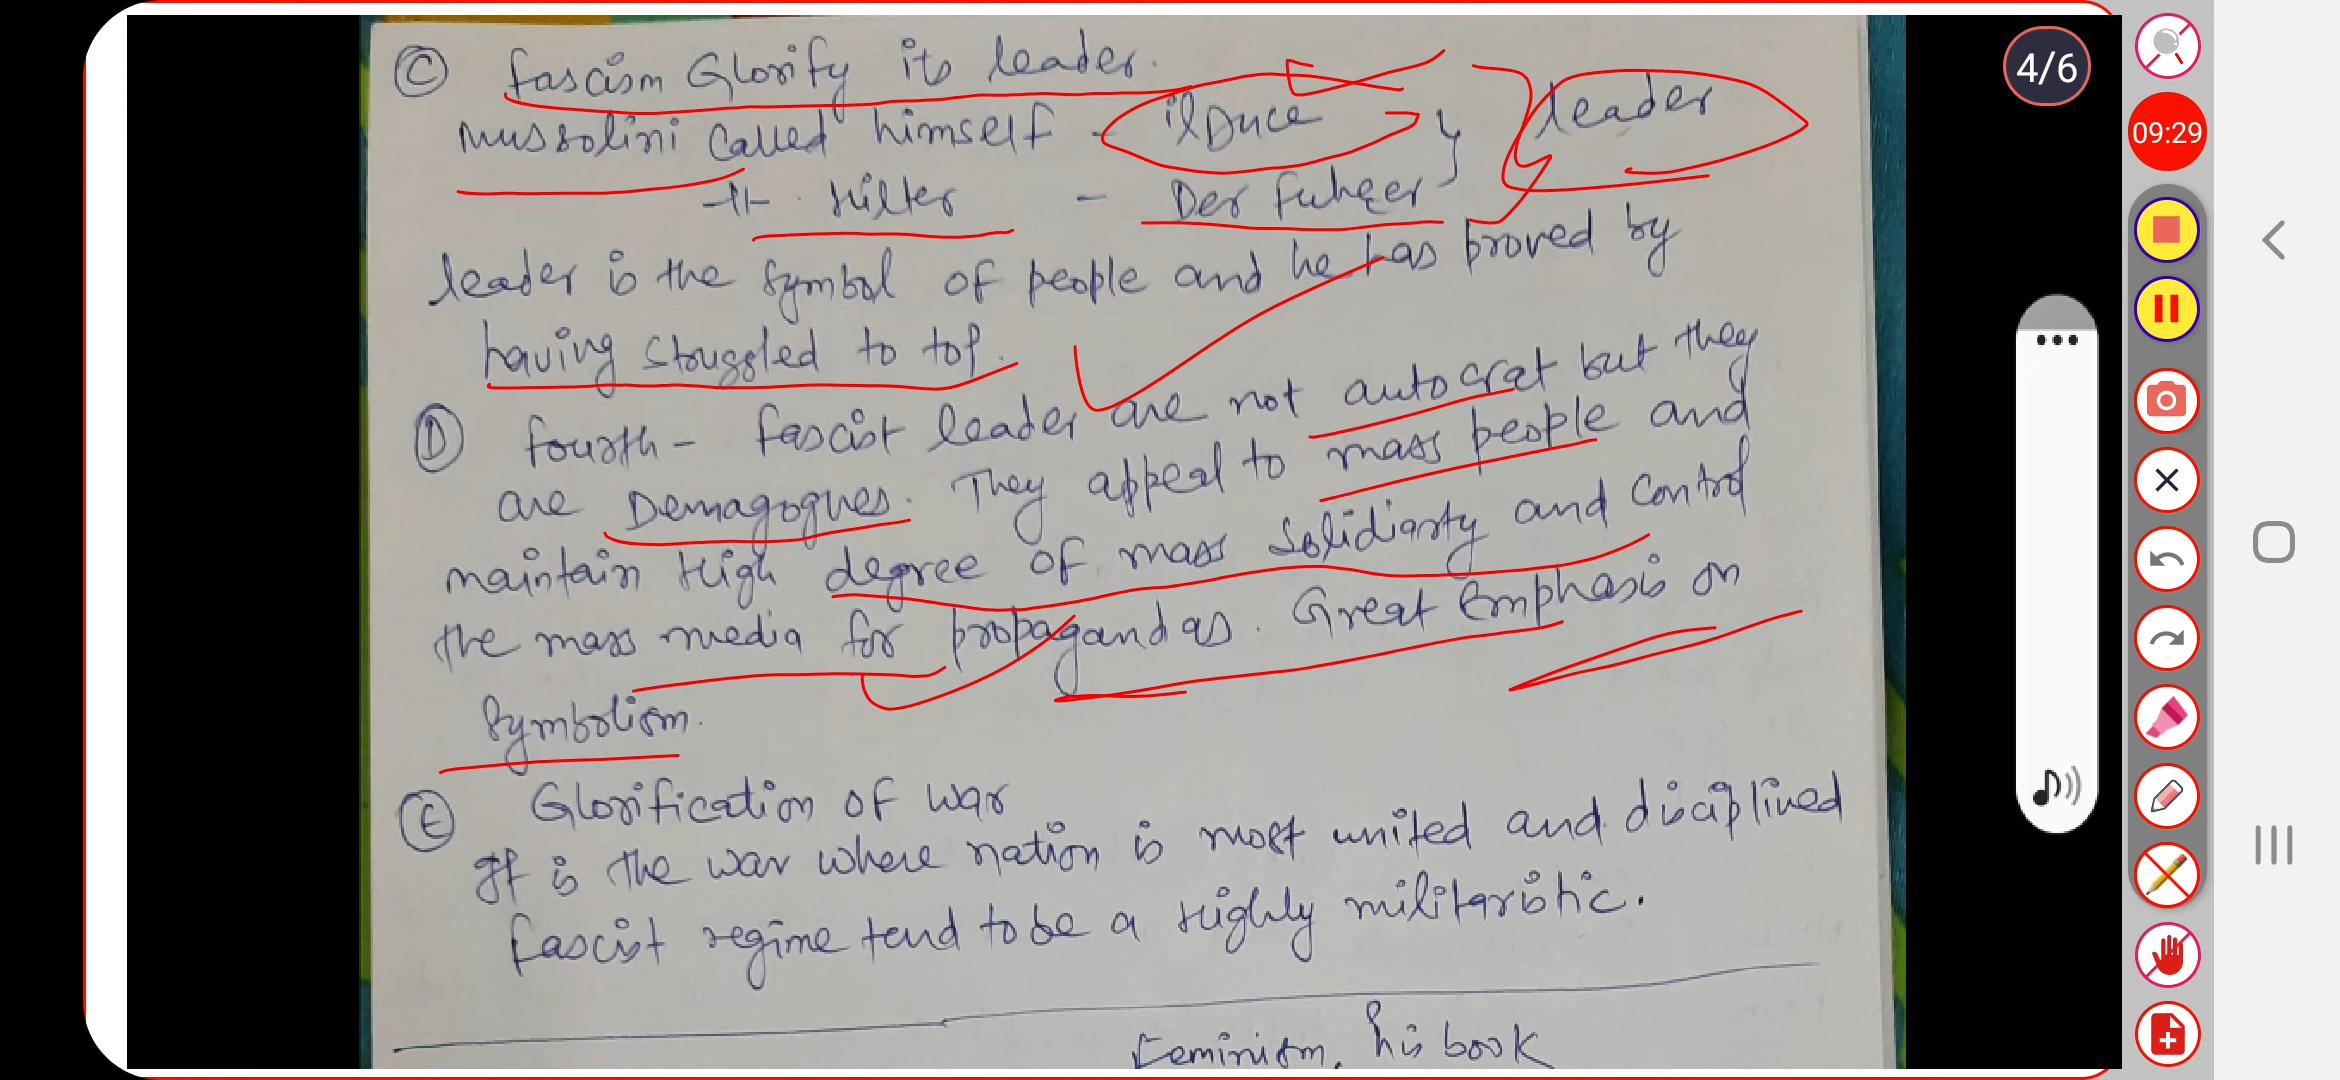 C fascism Glorify its leader.
Mussolini called himself - il Duce } leader
-11- Hilter - Der Fuhrer
leader is the symbol of people and he has proved by
having struggled to top.
D fourth - fascist leader are not autocrat but they
are Demagogues. They appeal to mass people and
maintain High degree of mass Solidiarty and control
the mass media for propagandas. Great Emphasis on
Symbolism.
E Glorification of war
It is the war where nation is most united and disciplined
fascist regime tend to be a Highly militaristic.
Feminism, his book
4/6
09:29